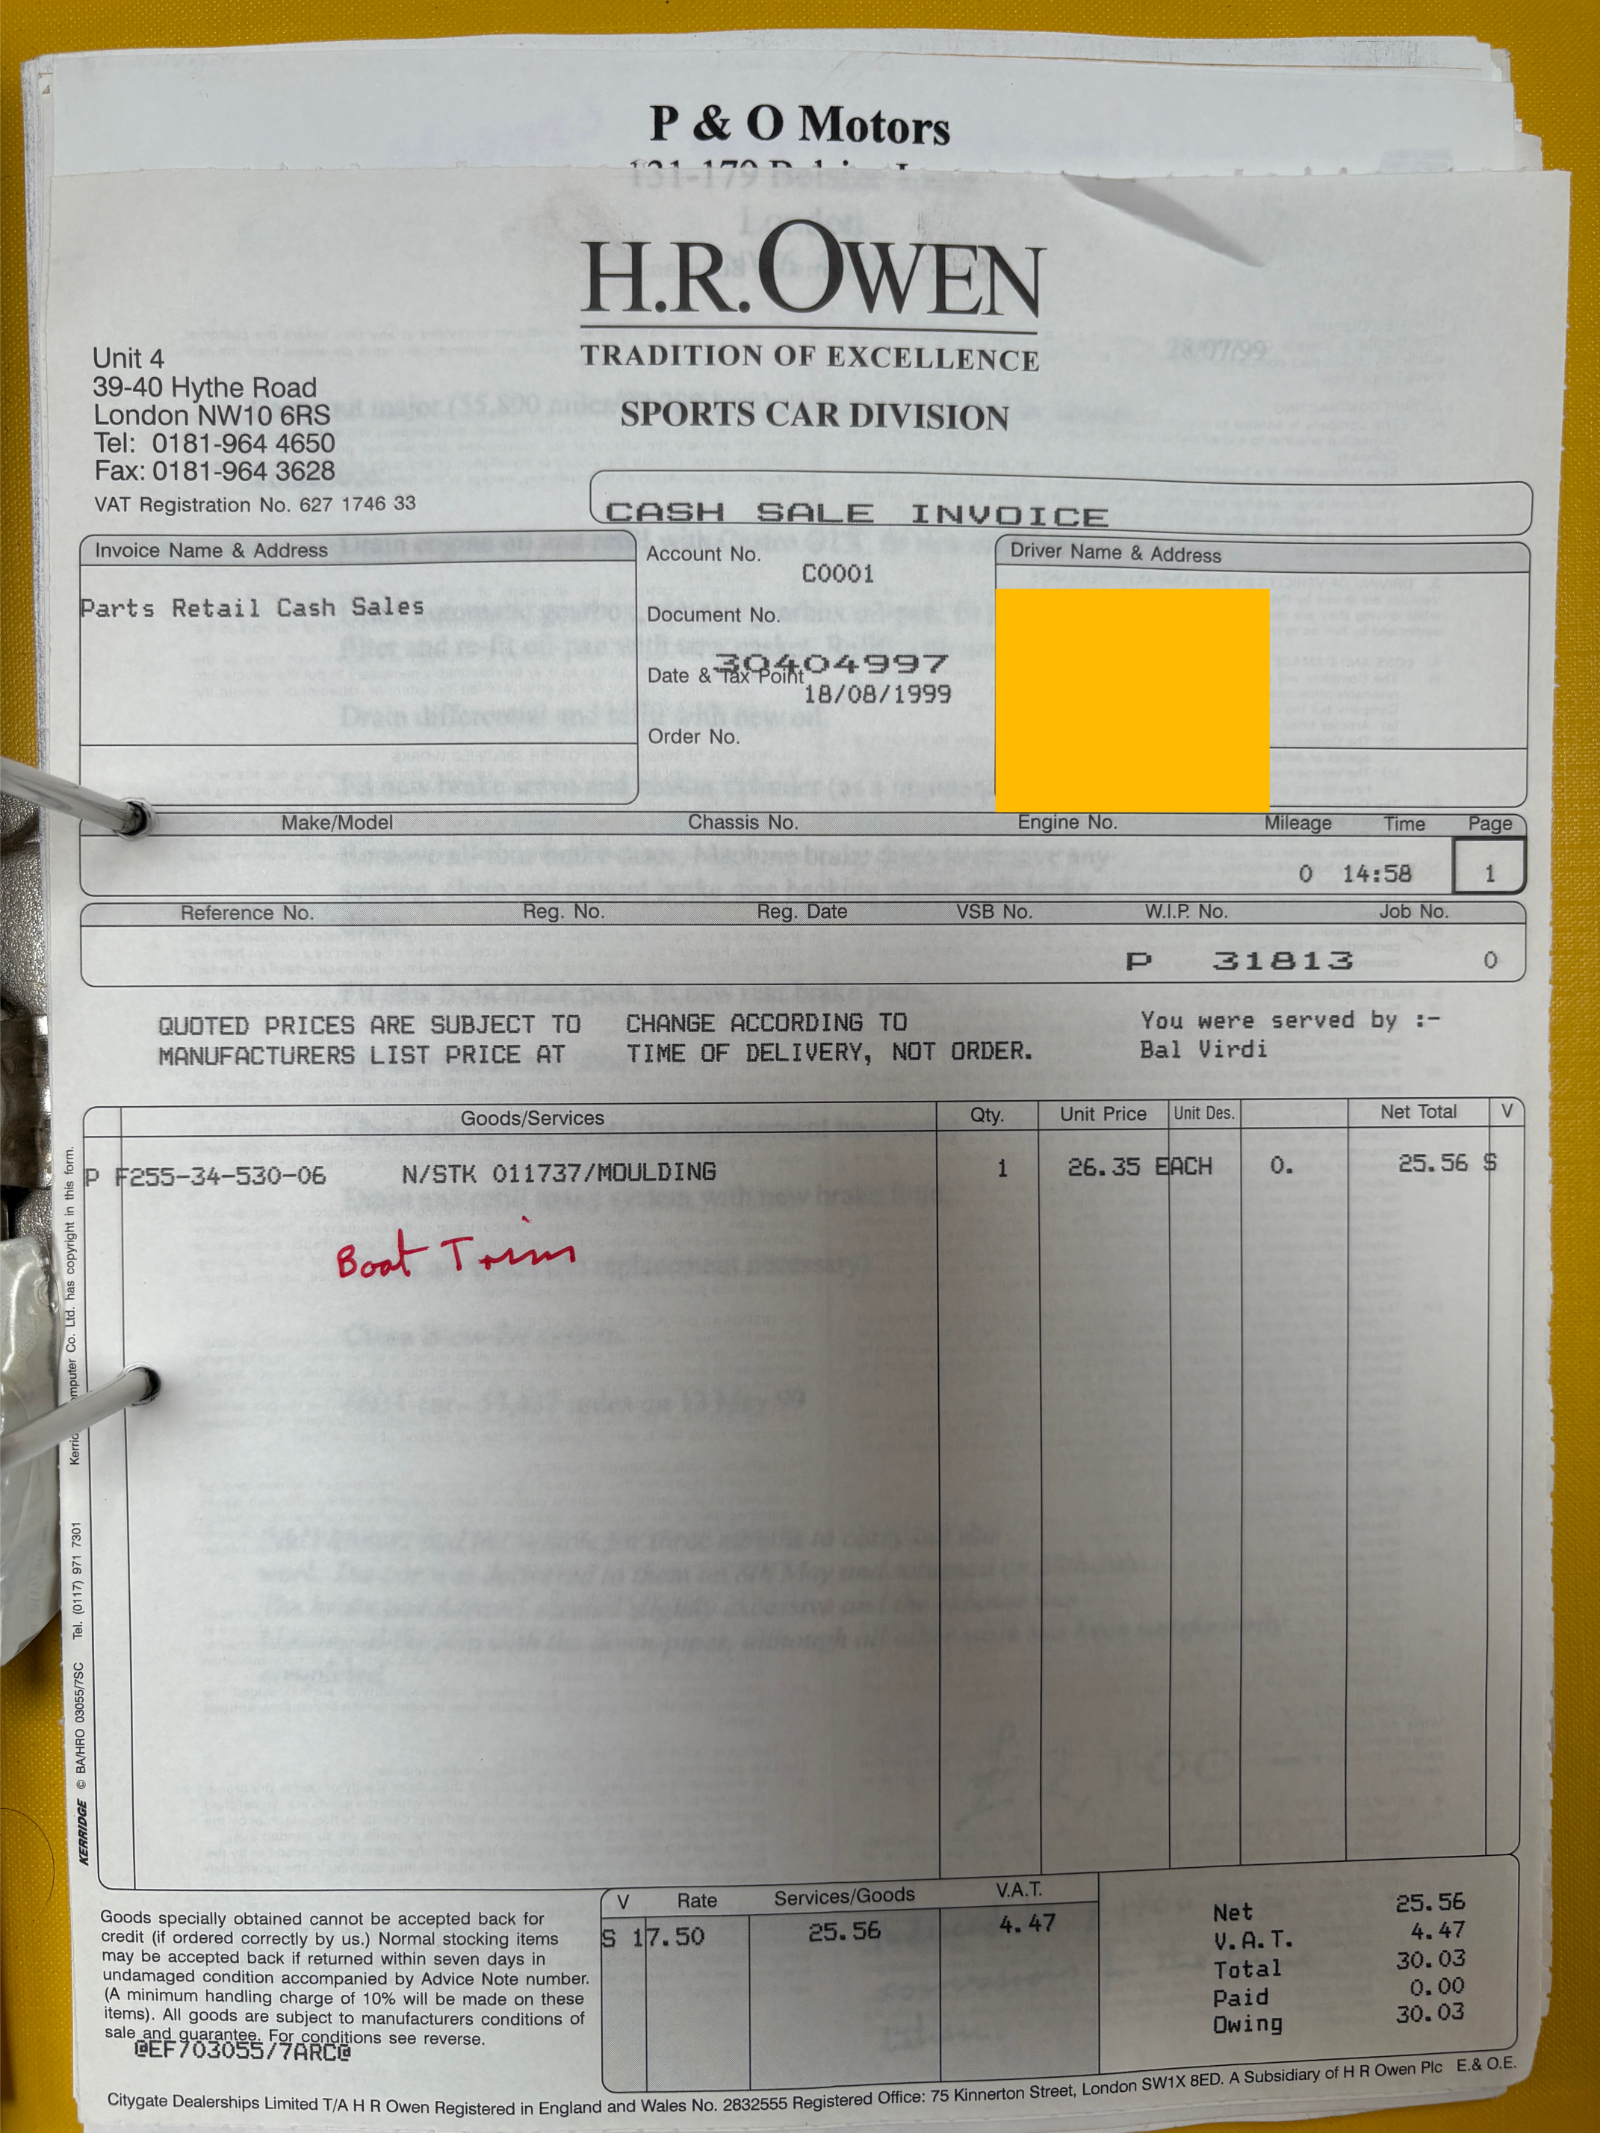 P & O Motors
H.R. OWEN
TRADITION OF EXCELLENCE
SPORTS CAR DIVISION
Unit 4
39-40 Hythe Road
London NW10 6RS
Tel: 0181-964 4650
Fax: 0181-964 3628
VAT Registration No. 627 1746 33
CASH SALE INVOICE
Invoice Name & Address
Parts Retail Cash Sales
Account No.
C0001
Document No.
30404997
Date & Tax Point
18/08/1999
Order No.
Driver Name & Address
Make/Model Chassis No. Engine No. Mileage Time Page
0 14:58 1
Reference No. Reg. No. Reg. Date VSB No. W.I.P. No. Job No.
P 31813 0
QUOTED PRICES ARE SUBJECT TO CHANGE ACCORDING TO
MANUFACTURERS LIST PRICE AT TIME OF DELIVERY, NOT ORDER.
You were served by :-
Bal Virdi
Goods/Services Qty. Unit Price Unit Des. Net Total V
P F255-34-530-06 N/STK 011737/MOULDING 1 26.35 EACH 0. 25.56 S
Boot Trim
KERRIDGE © BA/HRO 03055/7SC Tel. (0117) 971 7301 mputer Co. Ltd. has copyright in this form.
Goods specially obtained cannot be accepted back for
credit (if ordered correctly by us.) Normal stocking items
may be accepted back if returned within seven days in
undamaged condition accompanied by Advice Note number.
(A minimum handling charge of 10% will be made on these
items). All goods are subject to manufacturers conditions of
sale and guarantee. For conditions see reverse.
@EF703055/7ARC@
V Rate Services/Goods V.A.T.
S 17.50 25.56 4.47
Net 25.56
V.A.T. 4.47
Total 30.03
Paid 0.00
Owing 30.03
Citygate Dealerships Limited T/A H R Owen Registered in England and Wales No. 2832555 Registered Office: 75 Kinnerton Street, London SW1X 8ED. A Subsidiary of H R Owen Plc E.& O.E.